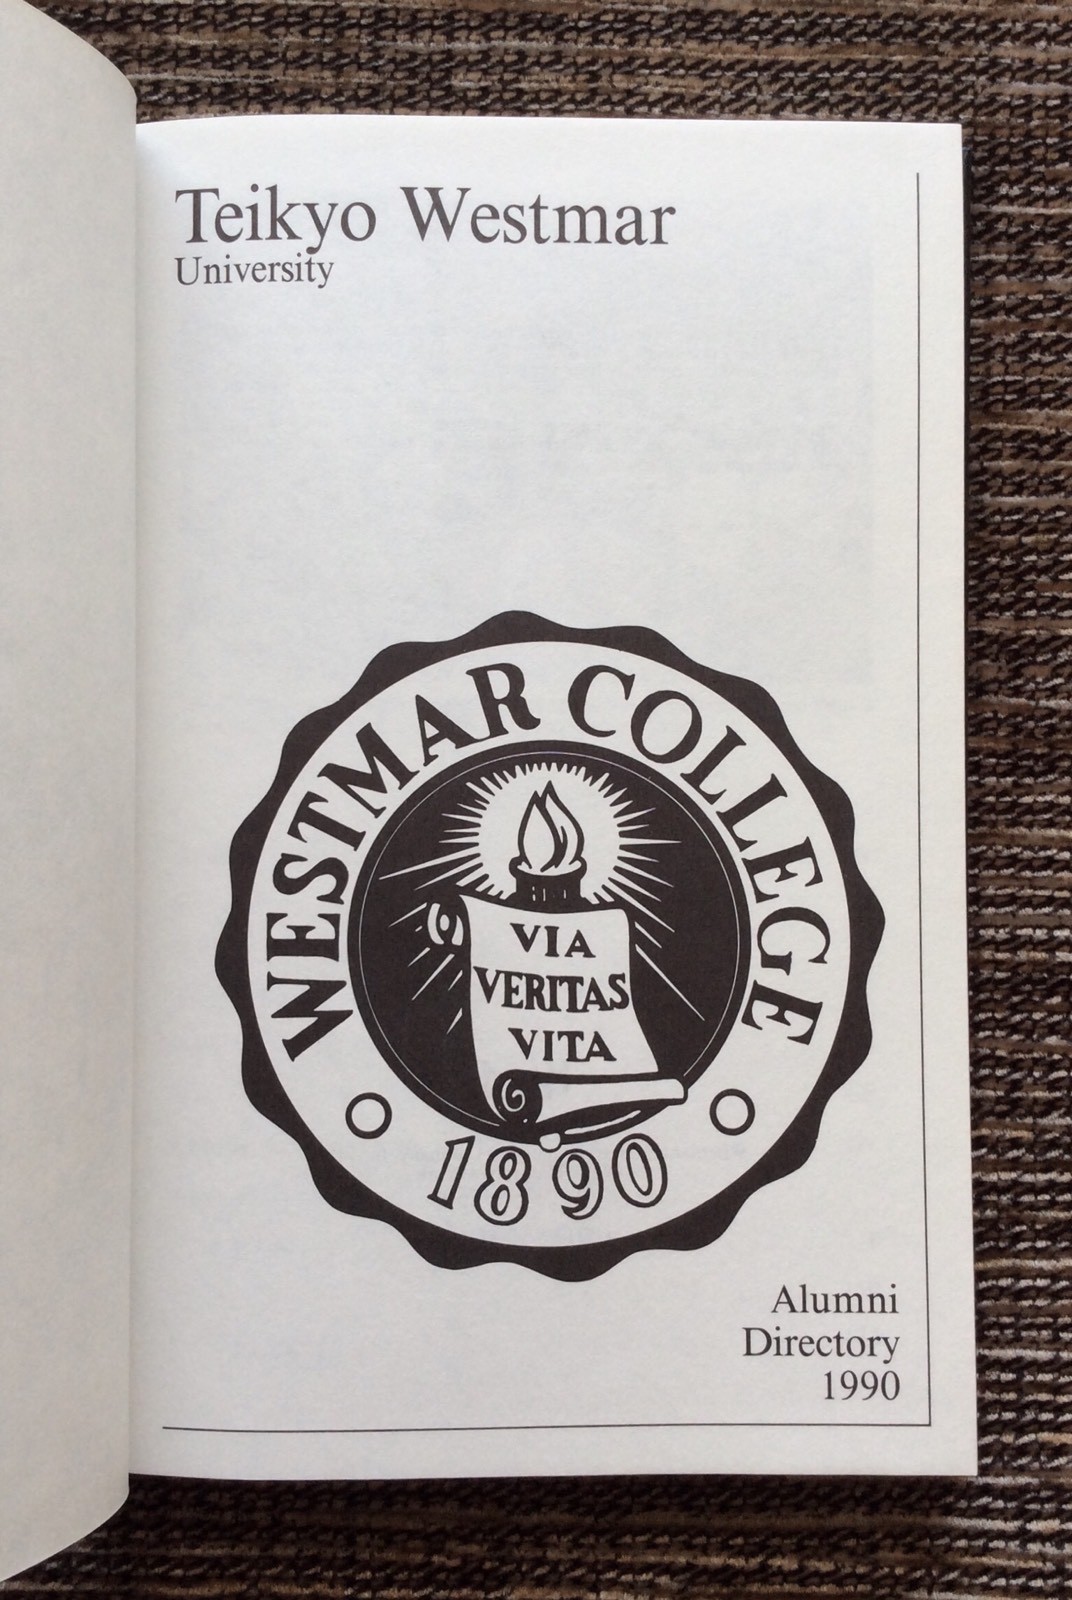 Teikyo Westmar
University
WESTMAR COLLEGE
VIA
VERITAS
VITA
1890
Alumni
Directory
1990